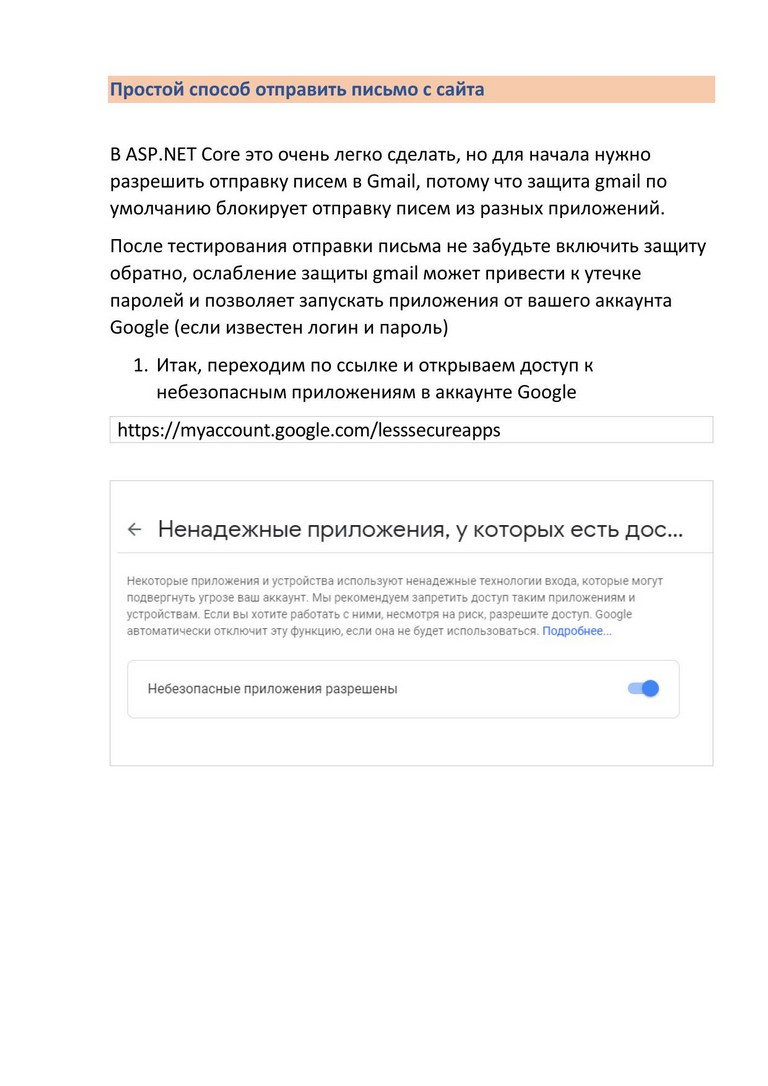 Простой способ отправить письмо с сайта
В ASP.NET Core это очень легко сделать, но для начала нужно
разрешить отправку писем в Gmail, потому что защита gmail по
умолчанию блокирует отправку писем из разных приложений.
После тестирования отправки письма не забудьте включить защиту
обратно, ослабление защиты gmail может привести к утечке
паролей и позволяет запускать приложения от вашего аккаунта
Google (если известен логин и пароль)
1. Итак, переходим по ссылке и открываем доступ к
небезопасным приложениям в аккаунте Google
https://myaccount.google.com/lesssecureapps
← Ненадежные приложения, у которых есть дос...
Некоторые приложения и устройства используют ненадежные технологии входа, которые могут
подвергнуть угрозе ваш аккаунт. Мы рекомендуем запретить доступ таким приложениям и
устройствам. Если вы хотите работать с ними, несмотря на риск, разрешите доступ. Google
автоматически отключит эту функцию, если она не будет использоваться. Подробнее...
Небезопасные приложения разрешены